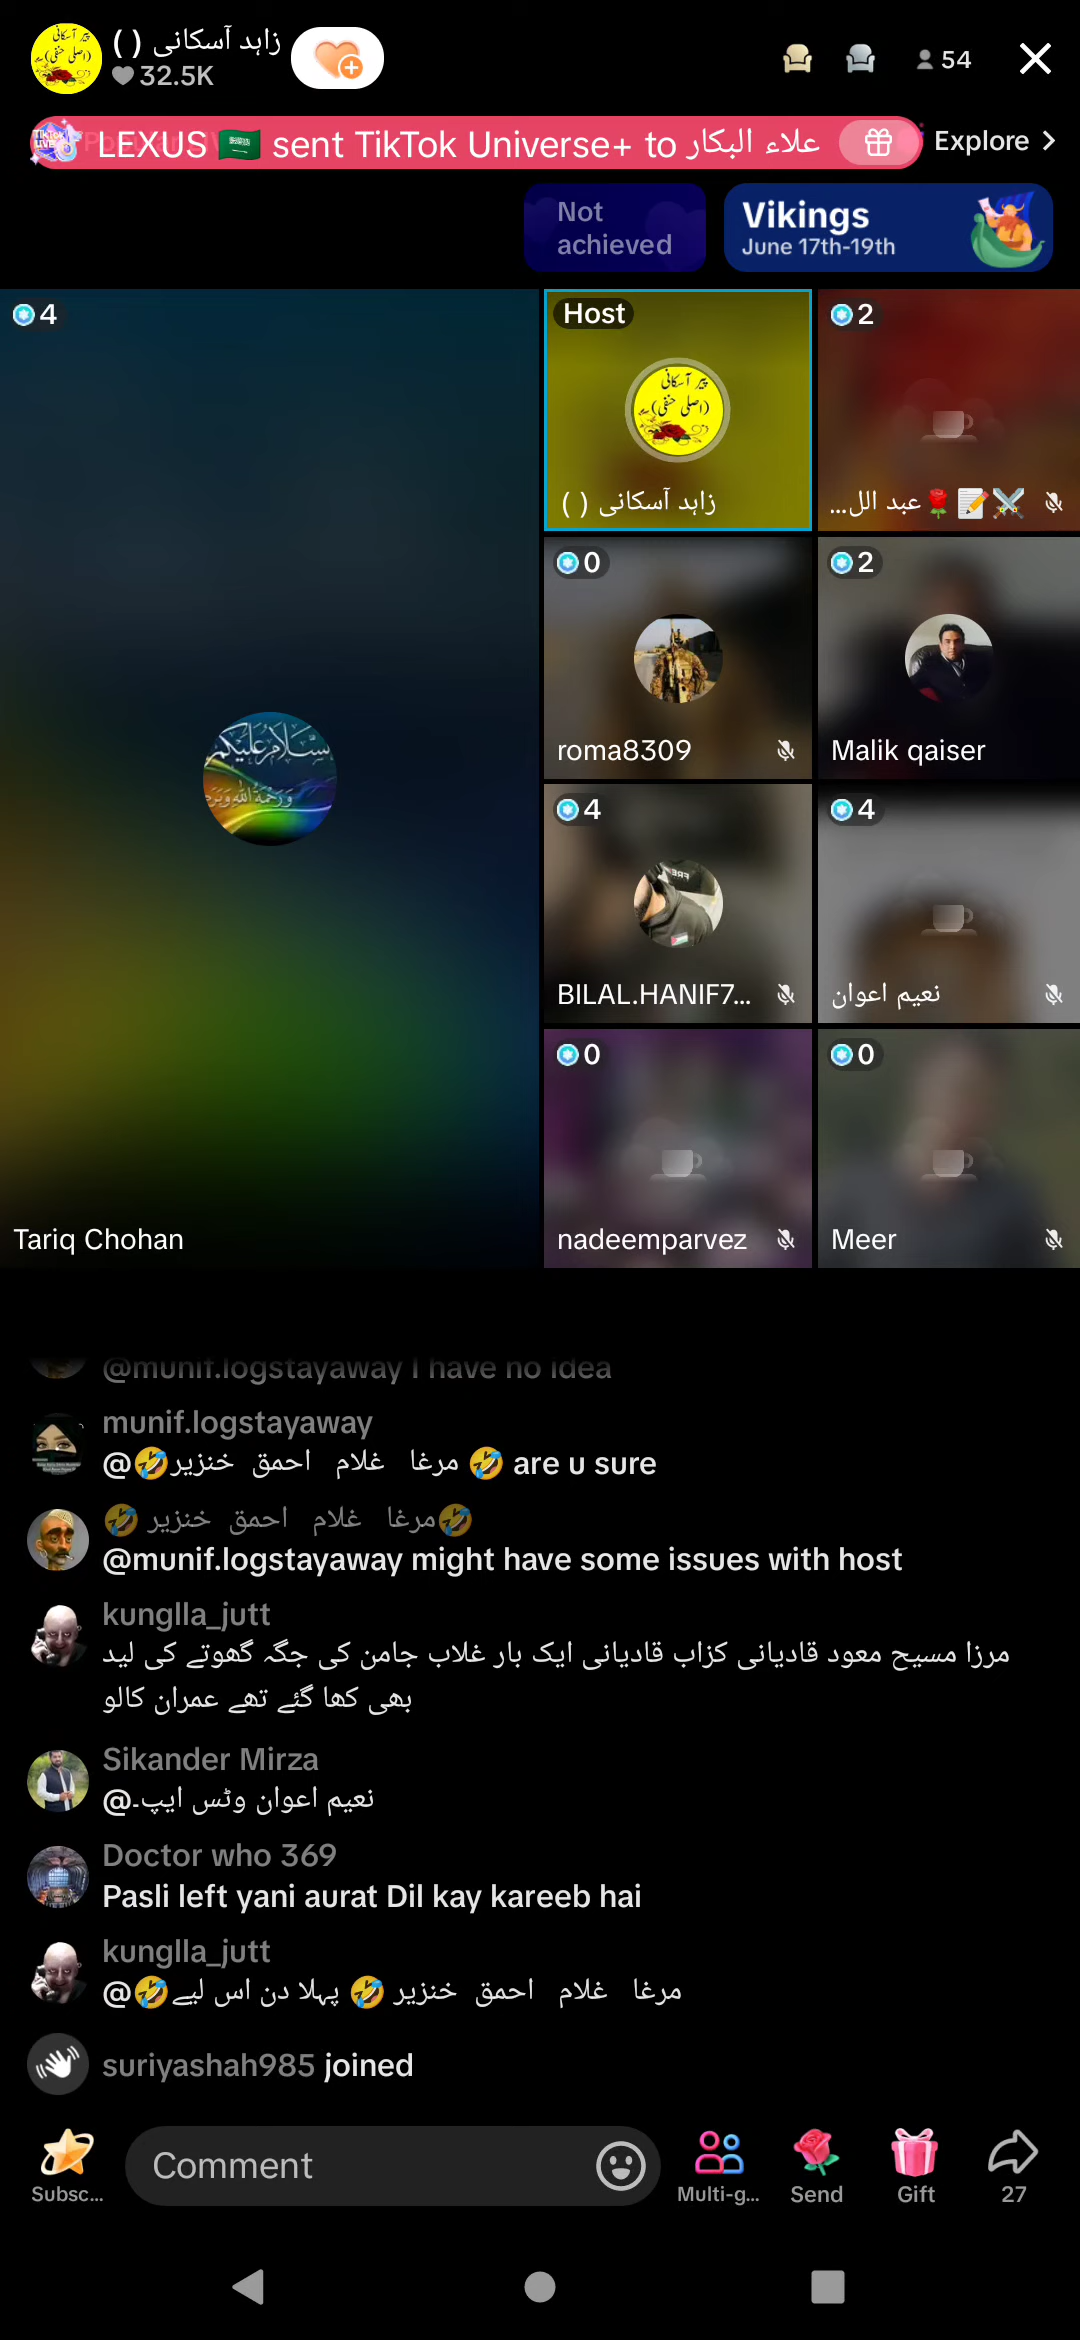 زاہد آسکانی ( )
32.5K
54
LEXUS 🇸🇦 sent TikTok Universe+ to علاء البكار
Explore
Not
achieved
Vikings
June 17th-19th
4
Host
پیر آسکانی
(اصلی حنفی)
زاہد آسکانی ( )
2
عبد الل...🌹📝⚔️
0
roma8309
2
Malik qaiser
4
BILAL.HANIF7...
4
نعیم اعوان
0
nadeemparvez
0
Meer
Tariq Chohan
@munif.logstayaway I have no idea
munif.logstayaway
@🤣مرغا غلام احمق خنزیر 🤣 are u sure
🤣مرغا غلام احمق خنزیر 🤣
@munif.logstayaway might have some issues with host
kunglla_jutt
مرزا مسیح معود قادیانی کزاب قادیانی ایک بار غلاب جامن کی جگہ گھوتے کی لید
بھی کھا گئے تھے عمران کالو
Sikander Mirza
@نعیم اعوان وٹس ایپ۔
Doctor who 369
Pasli left yani aurat Dil kay kareeb hai
kunglla_jutt
@🤣مرغا غلام احمق خنزیر 🤣 پہلا دن اس لیے
suriyashah985 joined
Comment
Subsc...
Multi-g...
Send
Gift
27